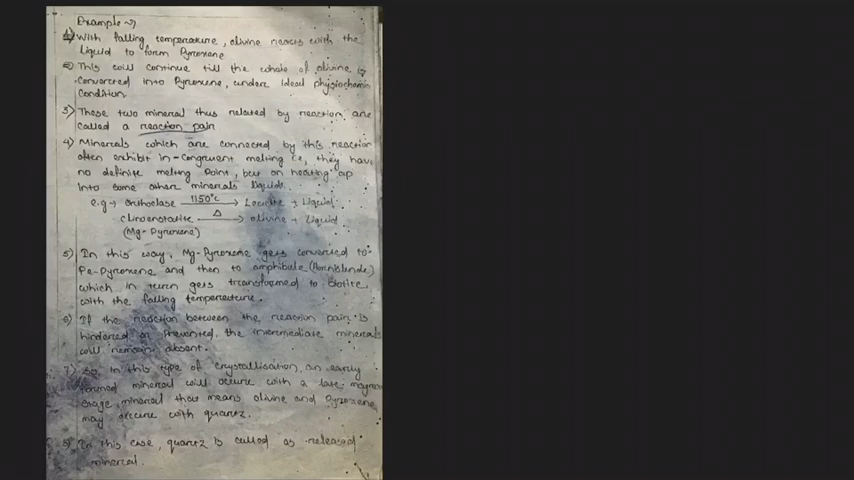 Example ~)
1) With falling temperature, olivine reacts with the
liquid to form Pyroxene
2) This will continue till the whole of olivine is
converted into Pyroxene, under ideal physiochemic
condition.
3) These two mineral thus related by reaction are
called a reaction pair
4) Minerals which are connected by this reaction
often exhibit in-congruent melting i.e, they have
no definite melting point, but on heating up
into some other minerals liquids.
e.g → Orthoclase 1150°C → Leucite + Liquid
clinoenstatite Δ → olivine + Liquid
(Mg-Pyroxene)
5) In this way, Mg-Pyroxene gets converted to
Fe-Pyroxene and then to amphibole (Hornblende)
which in turn gets transformed to Biotite
with the falling temperature.
6) If the reaction between the reaction pair is
hindered or prevented, the intermediate mineral
will remain absent.
7) So in this type of crystallisation, an early
formed mineral will occure with a late magma
stage mineral that means olivine and Pyroxene
may occure with quartz.
8) In this case, quartz is called as released
mineral.